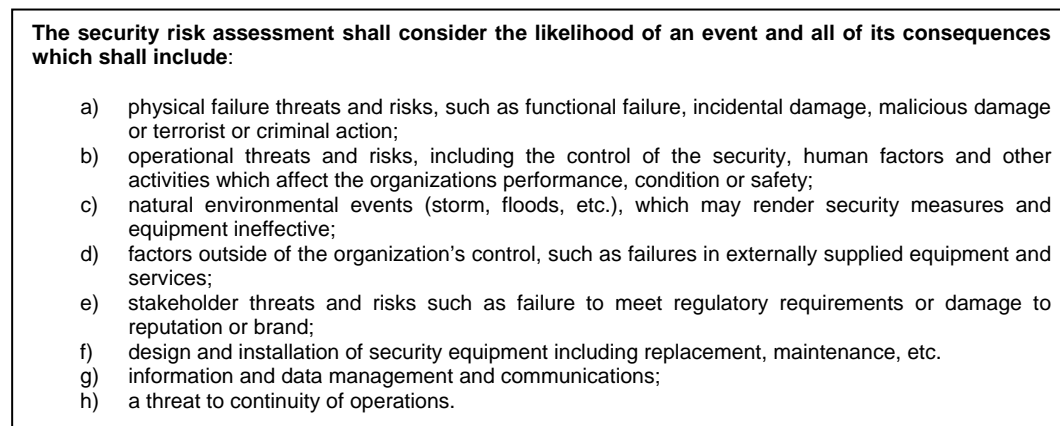 The security risk assessment shall consider the likelihood of an event and all of its consequences
which shall include:
a) physical failure threats and risks, such as functional failure, incidental damage, malicious damage
or terrorist or criminal action;
b) operational threats and risks, including the control of the security, human factors and other
activities which affect the organizations performance, condition or safety;
c) natural environmental events (storm, floods, etc.), which may render security measures and
equipment ineffective;
d) factors outside of the organization's control, such as failures in externally supplied equipment and
services;
e) stakeholder threats and risks such as failure to meet regulatory requirements or damage to
reputation or brand;
f) design and installation of security equipment including replacement, maintenance, etc.
g) information and data management and communications;
h) a threat to continuity of operations.